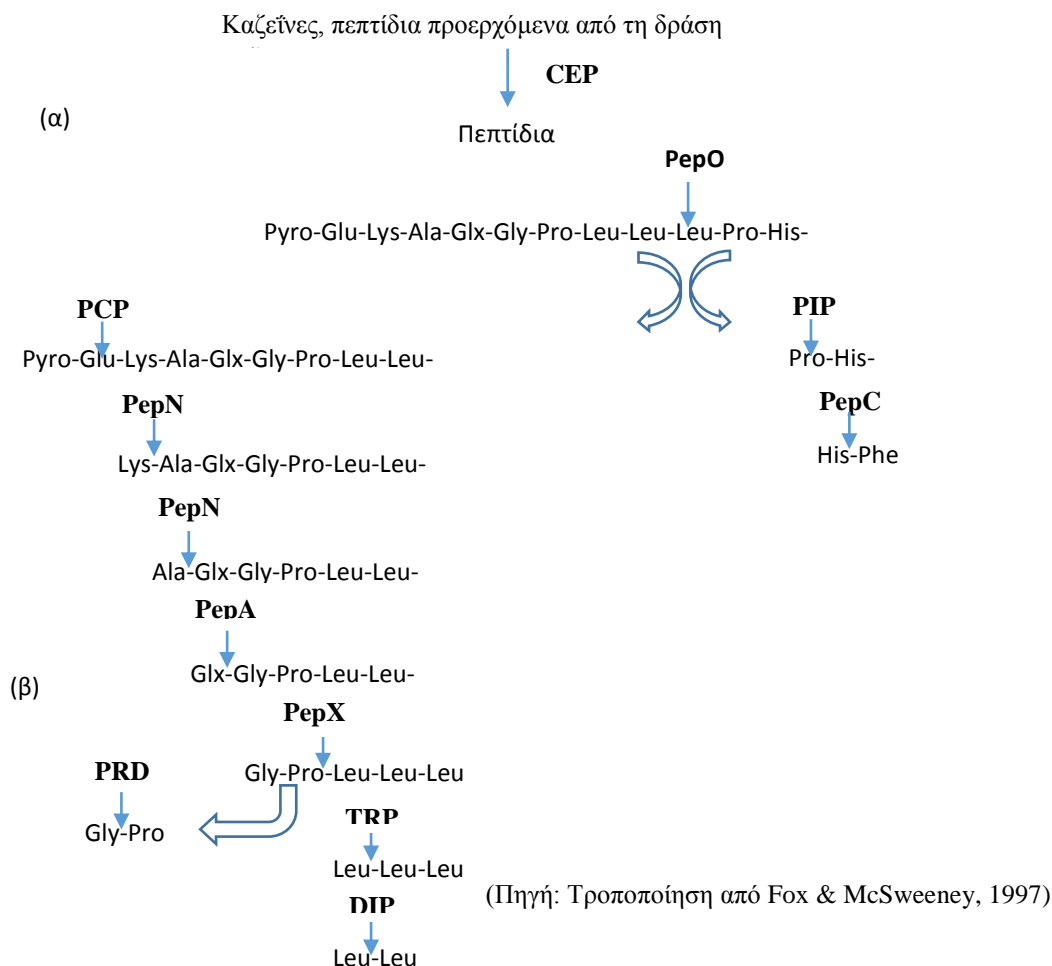 Καζεΐνες, πεπτίδια προερχόμενα από τη δράση
CEP
(α)
Πεπτίδια
PepO
Pyro-Glu-Lys-Ala-Glx-Gly-Pro-Leu-Leu-Leu-Pro-His-
PCP
PIP
Pyro-Glu-Lys-Ala-Glx-Gly-Pro-Leu-Leu-
Pro-His-
PepN
PepC
Lys-Ala-Glx-Gly-Pro-Leu-Leu-
His-Phe
PepN
Ala-Glx-Gly-Pro-Leu-Leu-
PepA
Glx-Gly-Pro-Leu-Leu-
(β)
PepX
PRD
Gly-Pro-Leu-Leu-Leu
TRP
Gly-Pro
Leu-Leu-Leu
(Πηγή: Τροποποίηση από Fox & McSweeney, 1997)
DIP
Leu-Leu